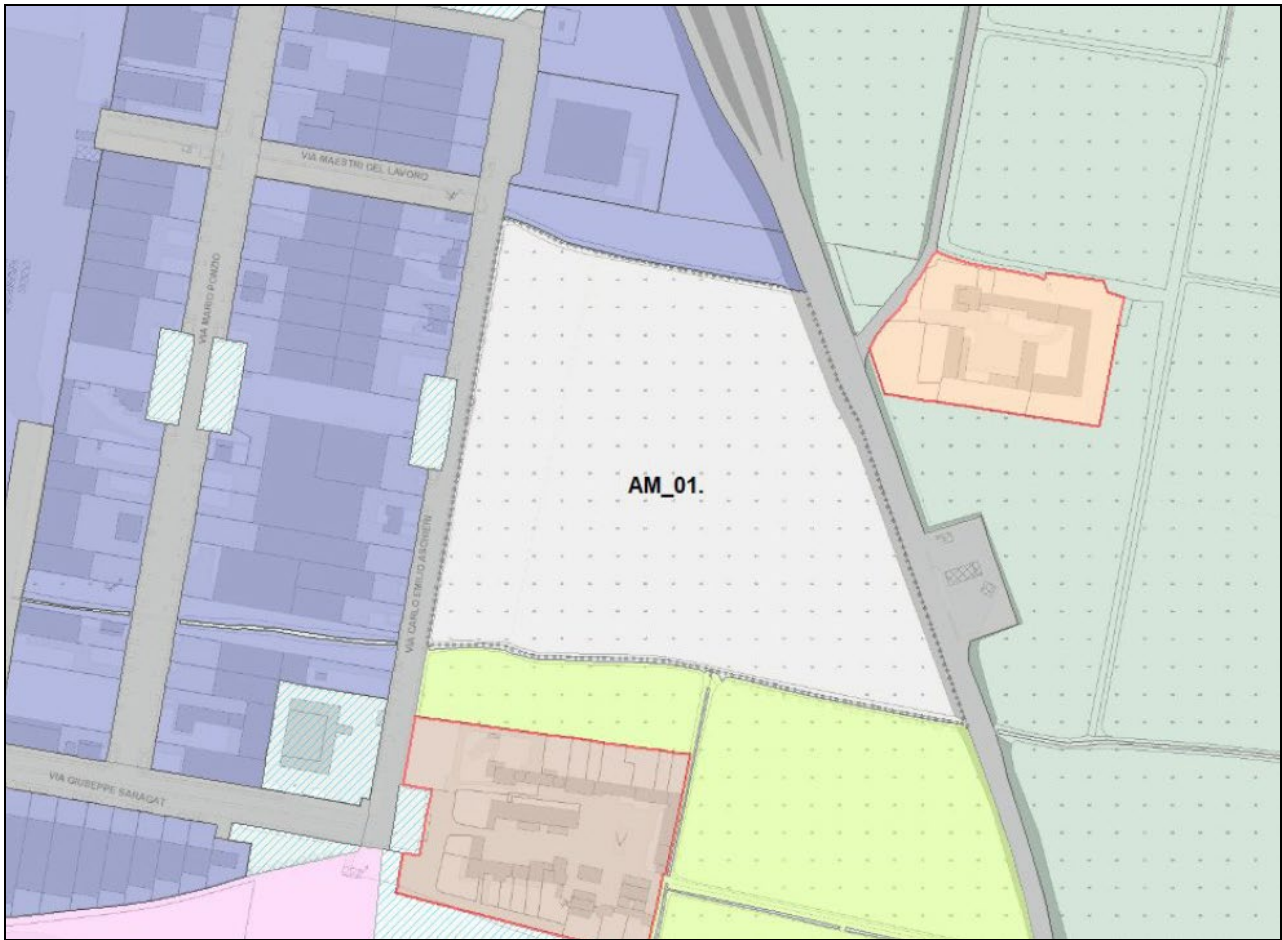 VIA MAESTRI DEL LAVORO
VIA MARIO PONZIO
AM_01.
VIA CARLO EMILIO ASCHIERI
VIA GIUSEPPE SARAGAT